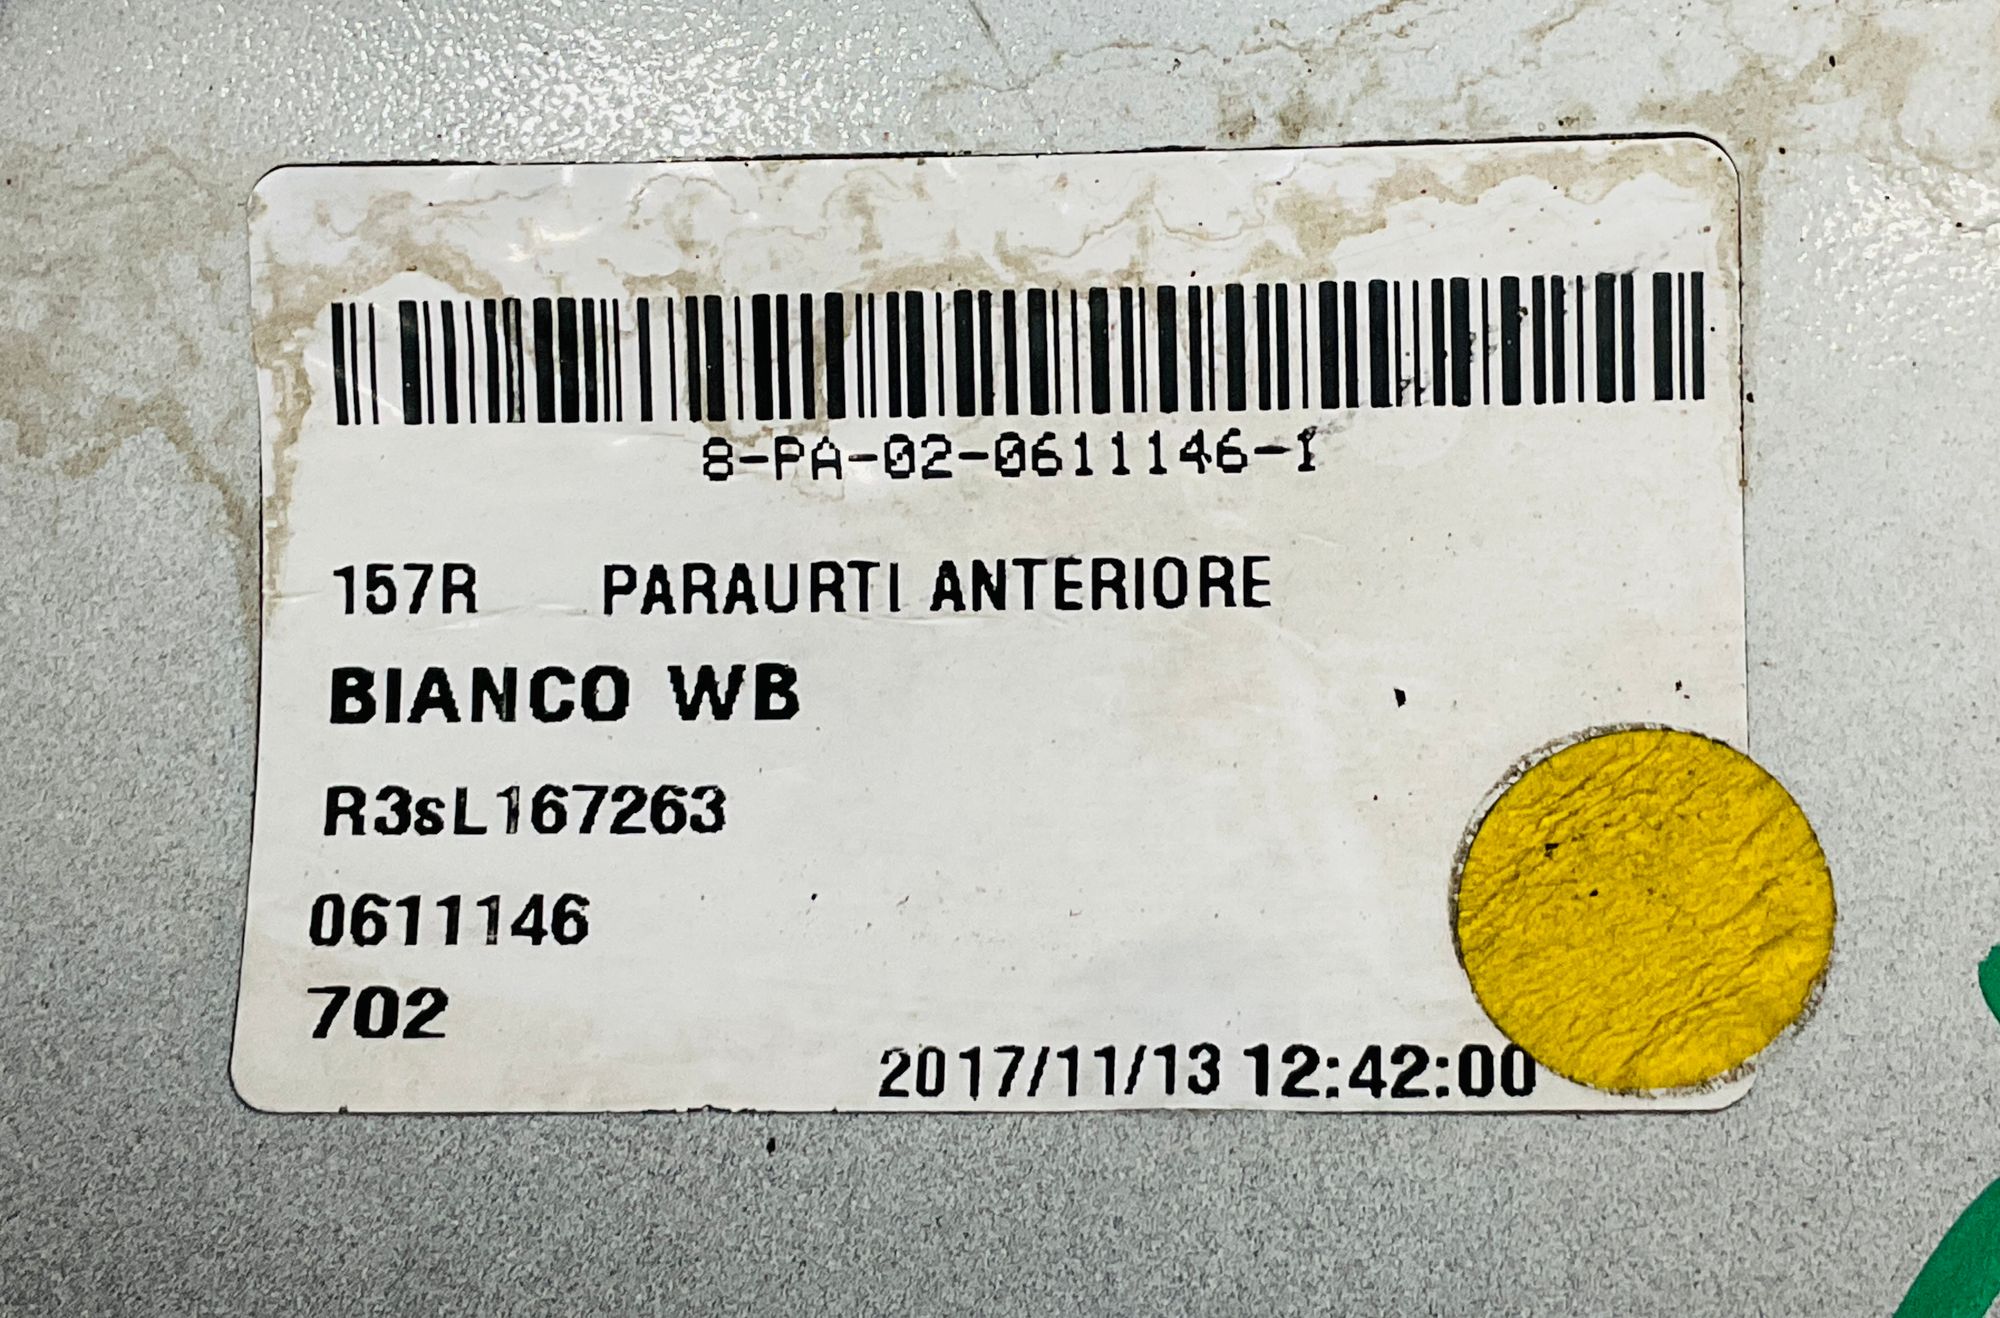 8-PA-02-0611146-1
157R PARAURTI ANTERIORE
BIANCO WB
R3sL167263
0611146
702
2017/11/13 12:42:00